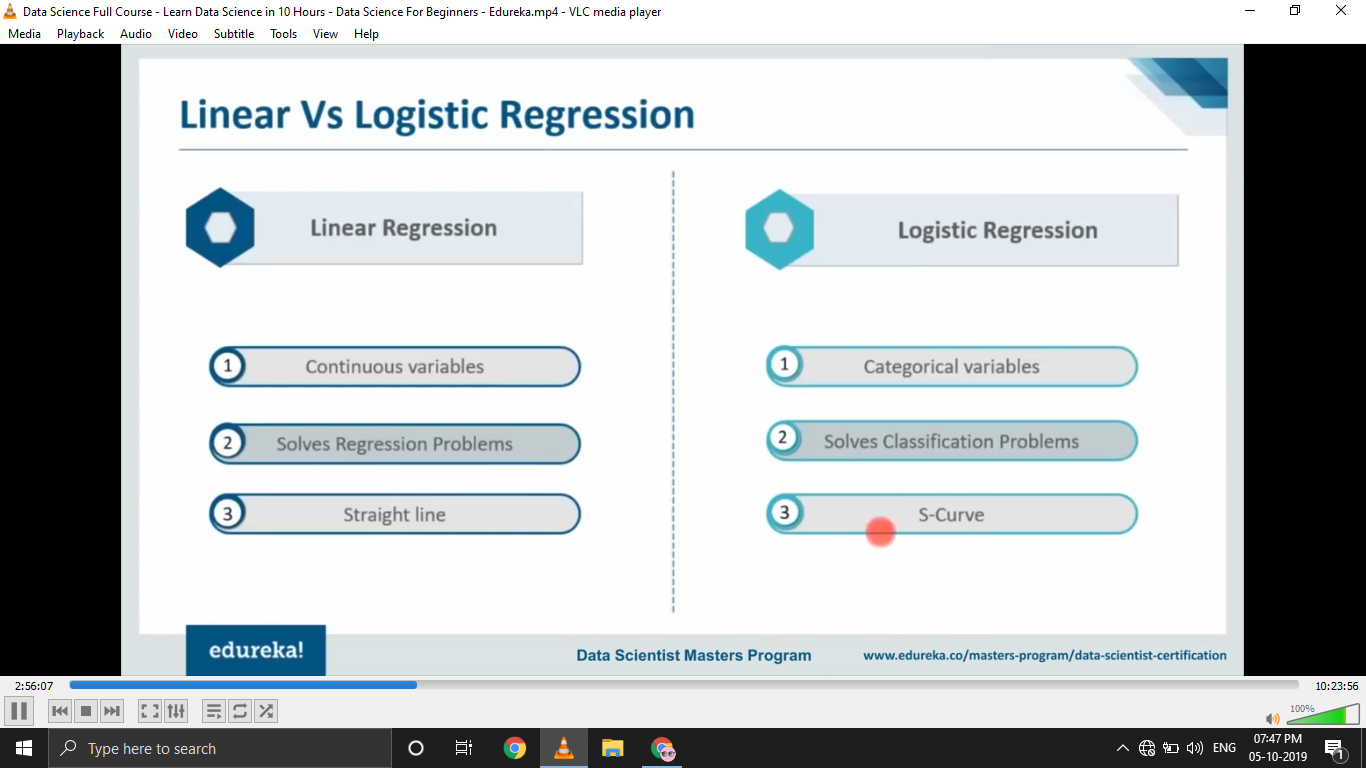 Data Science Full Course - Learn Data Science in 10 Hours - Data Science For Beginners - Edureka.mp4 - VLC media player
Media Playback Audio Video Subtitle Tools View Help
Linear Vs Logistic Regression
Linear Regression
1 Continuous variables
2 Solves Regression Problems
3 Straight line
Logistic Regression
1 Categorical variables
2 Solves Classification Problems
3 S-Curve
edureka!
Data Scientist Masters Program
www.edureka.co/masters-program/data-scientist-certification
2:56:07
10:23:56
100%
Type here to search
ENG
07:47 PM
05-10-2019
1